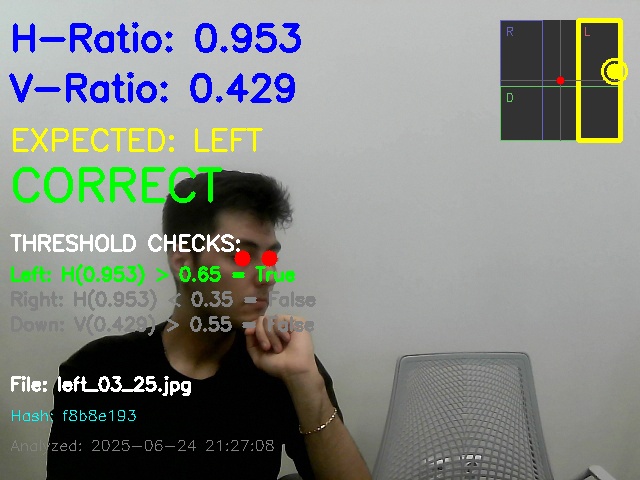 H-Ratio: 0.953
V-Ratio: 0.429
EXPECTED: LEFT
CORRECT
THRESHOLD CHECKS:
Left: H(0.953) > 0.65 = True
Right: H(0.953) < 0.35 = False
Down: V(0.429) > 0.55 = False
File: left_03_25.jpg
Hash: f8b8e193
Analyzed: 2025-06-24 21:27:08
R
L
D